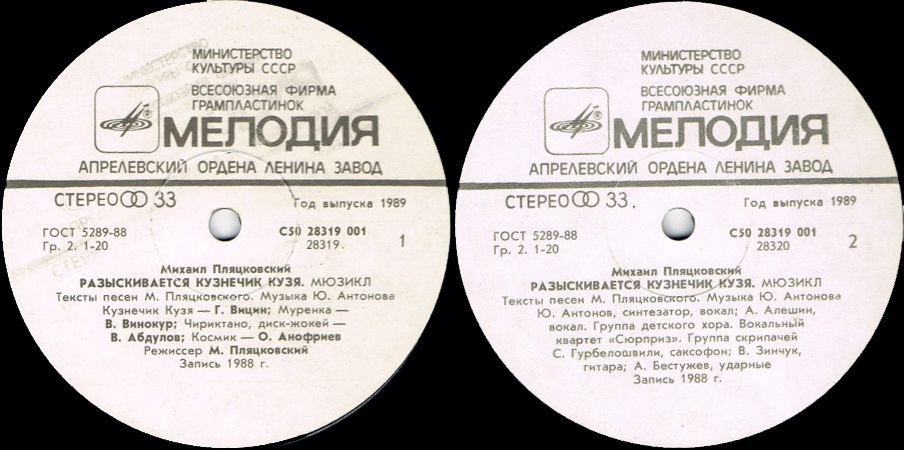 МИНИСТЕРСТВО
КУЛЬТУРЫ СССР
ВСЕСОЮЗНАЯ ФИРМА
ГРАМПЛАСТИНОК
®
МЕЛОДИЯ
АПРЕЛЕВСКИЙ ОРДЕНА ЛЕНИНА ЗАВОД
СТЕРЕО 33
Год выпуска 1989
ГОСТ 5289-88
Гр. 2. 1-20
С50 28319 001
28319.
1
Михаил Пляцковский
РАЗЫСКИВАЕТСЯ КУЗНЕЧИК КУЗЯ. МЮЗИКЛ
Тексты песен М. Пляцковского. Музыка Ю. Антонова
Кузнечик Кузя — Г. Вицин; Муренка —
В. Винокур; Чириктано, диск-жокей —
В. Абдулов; Космик — О. Анофриев
Режиссер М. Пляцковский
Запись 1988 г.
МИНИСТЕРСТВО
КУЛЬТУРЫ СССР
ВСЕСОЮЗНАЯ ФИРМА
ГРАМПЛАСТИНОК
®
МЕЛОДИЯ
АПРЕЛЕВСКИЙ ОРДЕНА ЛЕНИНА ЗАВОД
СТЕРЕО 33.
Год выпуска 1989
ГОСТ 5289-88
Гр. 2. 1-20
С50 28319 001
28320
2
Михаил Пляцковский
РАЗЫСКИВАЕТСЯ КУЗНЕЧИК КУЗЯ. МЮЗИКЛ
Тексты песен М. Пляцковского. Музыка Ю. Антонова
Ю. Антонов, синтезатор, вокал; А. Алешин,
вокал. Группа детского хора. Вокальный
квартет «Сюрприз». Группа скрипачей
С. Гурбелошвили, саксофон; В. Зинчук,
гитара; А. Бестужев, ударные
Запись 1988 г.